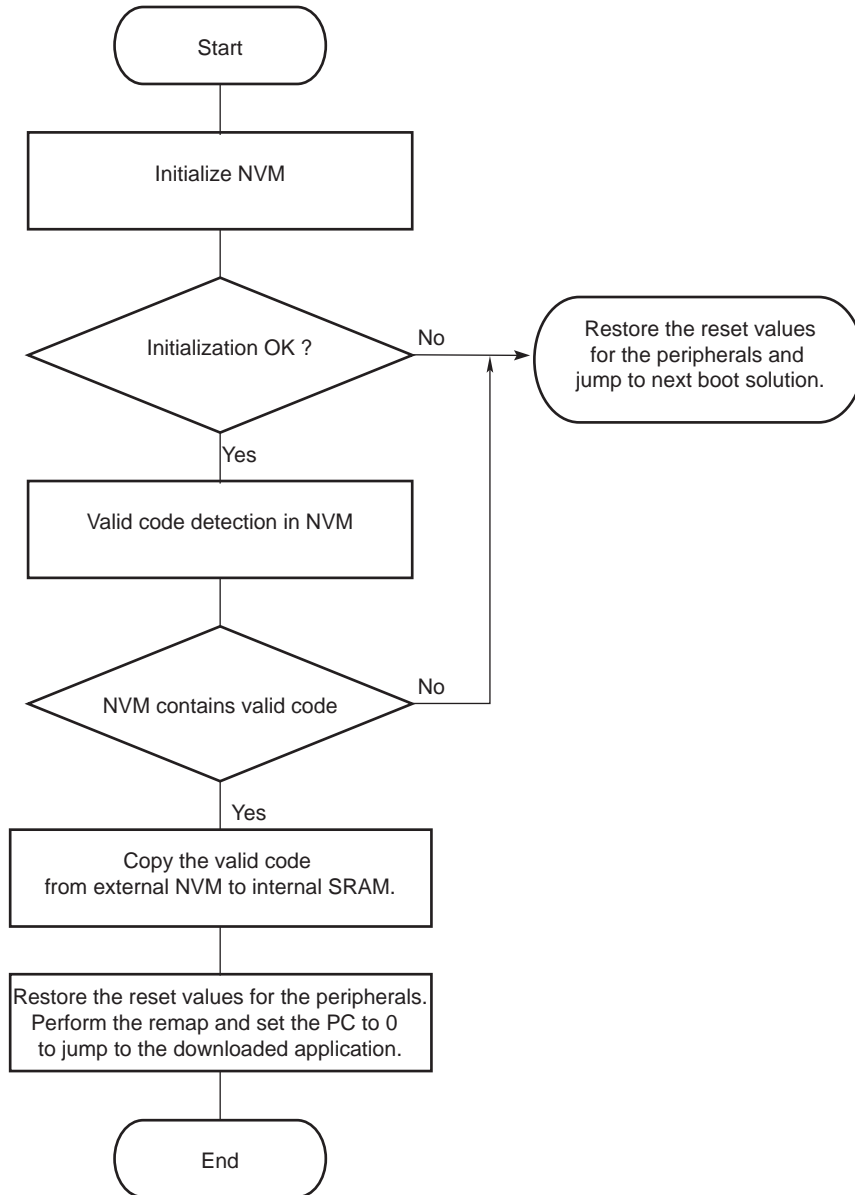 Start
Initialize NVM
Initialization OK ?
No
Restore the reset values
for the peripherals and
jump to next boot solution.
Yes
Valid code detection in NVM
NVM contains valid code
No
Yes
Copy the valid code
from external NVM to internal SRAM.
Restore the reset values for the peripherals.
Perform the remap and set the PC to 0
to jump to the downloaded application.
End